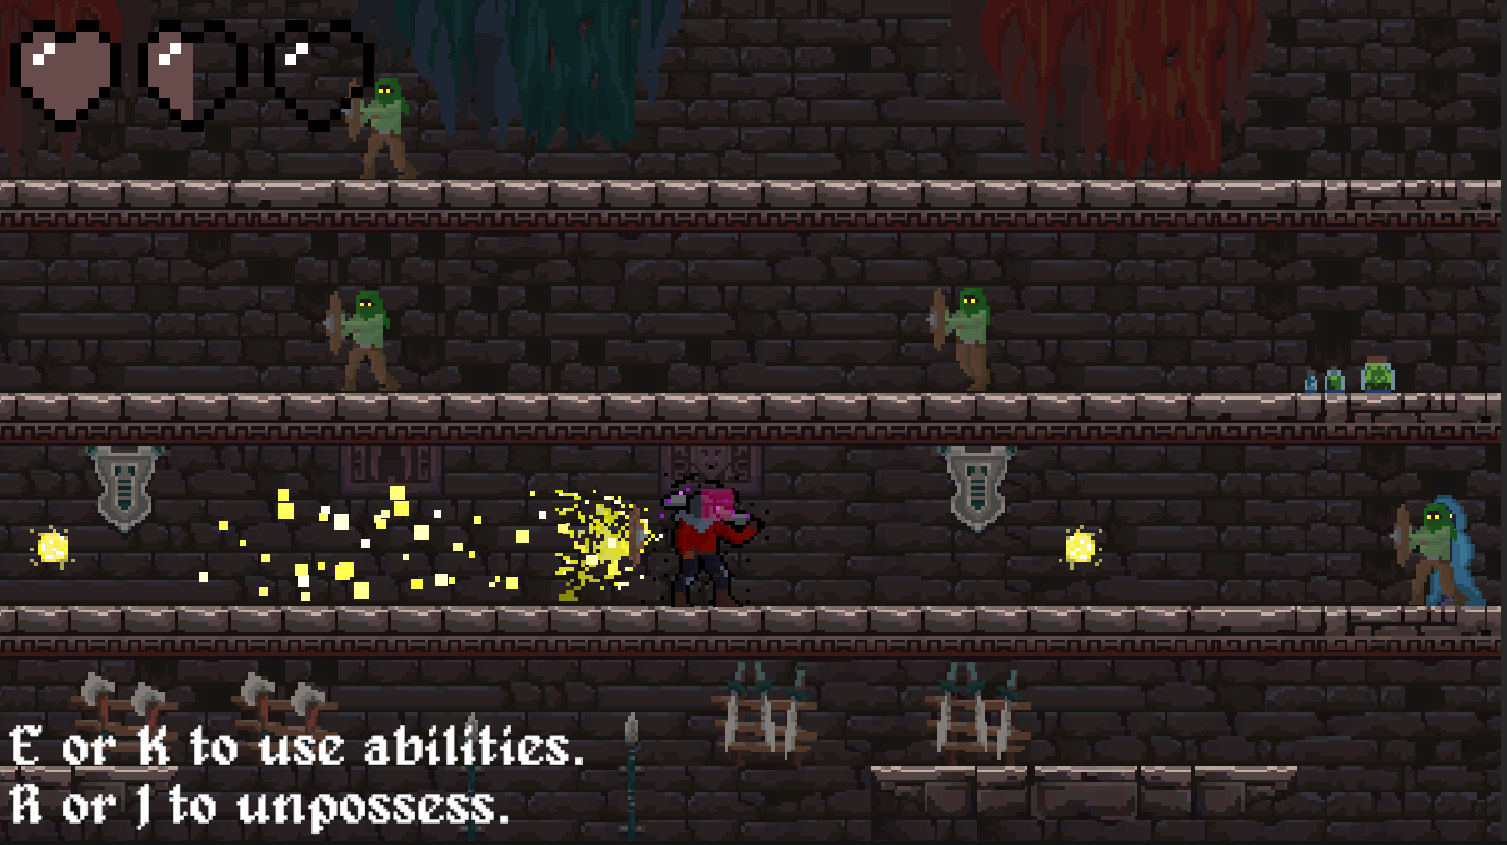 E or K to use abilities.
R or J to unpossess.